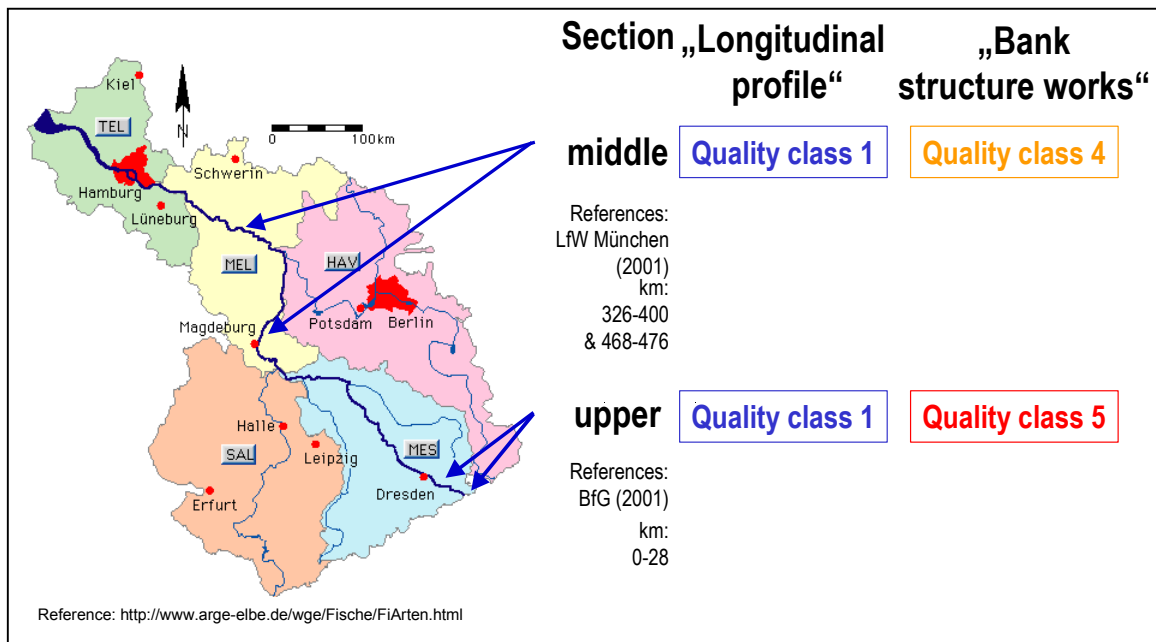 Section „Longitudinal profile“ „Bank structure works“
middle Quality class 1 Quality class 4
References:
LfW München
(2001)
km:
326-400
& 468-476
upper Quality class 1 Quality class 5
References:
BfG (2001)
km:
0-28
Kiel
TEL
N
100km
Hamburg
Schwerin
Lüneburg
MEL
HAV
Magdeburg
Potsdam
Berlin
Halle
SAL
Leipzig
MES
Dresden
Erfurt
Reference: http://www.arge-elbe.de/wge/Fische/FiArten.html